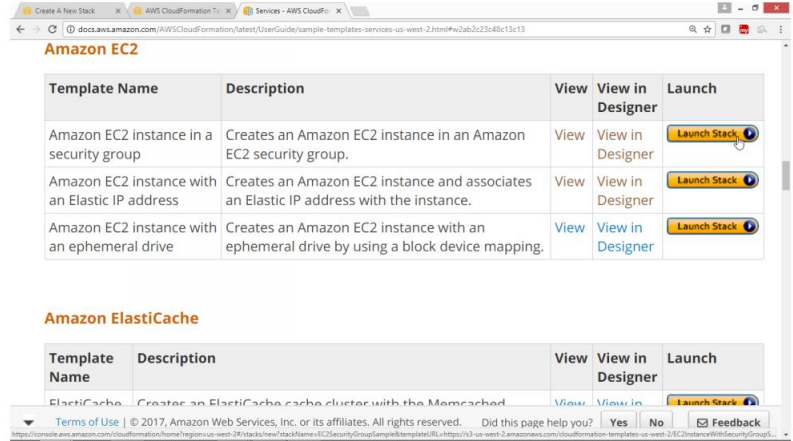 Create A New Stack
AWS CloudFormation Te
Services - AWS CloudFor
docs.aws.amazon.com/AWSCloudFormation/latest/UserGuide/sample-templates-services-us-west-2.html#w2ab2c23c48c13c13
Amazon EC2
Template Name Description View View in Designer Launch
Amazon EC2 instance in a security group Creates an Amazon EC2 instance in an Amazon EC2 security group. View View in Designer Launch Stack
Amazon EC2 instance with an Elastic IP address Creates an Amazon EC2 instance and associates an Elastic IP address with the instance. View View in Designer Launch Stack
Amazon EC2 instance with an ephemeral drive Creates an Amazon EC2 instance with an ephemeral drive by using a block device mapping. View View in Designer Launch Stack
Amazon ElastiCache
Template Name Description View View in Designer Launch
ElastiCache Creates an ElastiCache cache cluster with the Memcached View View in Launch Stack
Terms of Use | © 2017, Amazon Web Services, Inc. or its affiliates. All rights reserved. Did this page help you? Yes No Feedback
https://console.aws.amazon.com/cloudformation/home?region=us-west-2#/stacks/new?stackName=EC2SecurityGroupSample&templateURL=https://s3-us-west-2.amazonaws.com/cloudformation-templates-us-west-2/EC2InstanceWithSecurityGroupS...